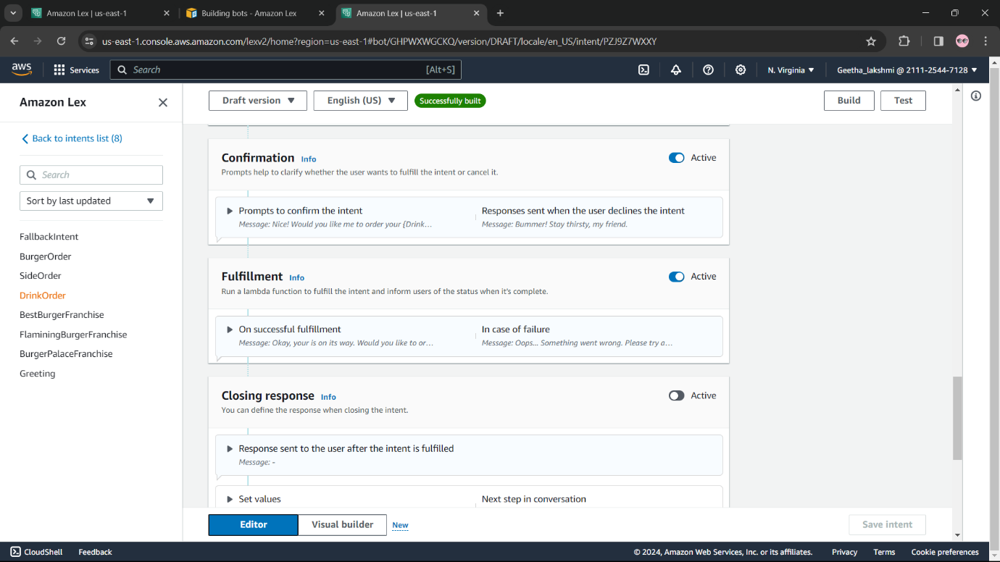 Amazon Lex | us-east-1
Building bots - Amazon Lex
Amazon Lex | us-east-1
us-east-1.console.aws.amazon.com/lexv2/home?region=us-east-1#bot/GHPWXWGCKQ/version/DRAFT/locale/en_US/intent/PZJ9Z7WXXY
aws
Services
Search
[Alt+S]
N. Virginia
Geetha_lakshmi @ 2111-2544-7128
Amazon Lex
Back to intents list (8)
Search
Sort by last updated
FallbackIntent
BurgerOrder
SideOrder
DrinkOrder
BestBurgerFranchise
FlaminingBurgerFranchise
BurgerPalaceFranchise
Greeting
Draft version
English (US)
Successfully built
Build
Test
Confirmation Info
Active
Prompts help to clarify whether the user wants to fulfill the intent or cancel it.
Prompts to confirm the intent
Message: Nice! Would you like me to order your {Drink…
Responses sent when the user declines the intent
Message: Bummer! Stay thirsty, my friend.
Fulfillment Info
Active
Run a lambda function to fulfill the intent and inform users of the status when it's complete.
On successful fulfillment
Message: Okay, your is on its way. Would you like to or…
In case of failure
Message: Oops... Something went wrong. Please try a…
Closing response Info
Active
You can define the response when closing the intent.
Response sent to the user after the intent is fulfilled
Message: -
Set values
Next step in conversation
Editor
Visual builder
New
Save intent
CloudShell
Feedback
© 2024, Amazon Web Services, Inc. or its affiliates.
Privacy
Terms
Cookie preferences